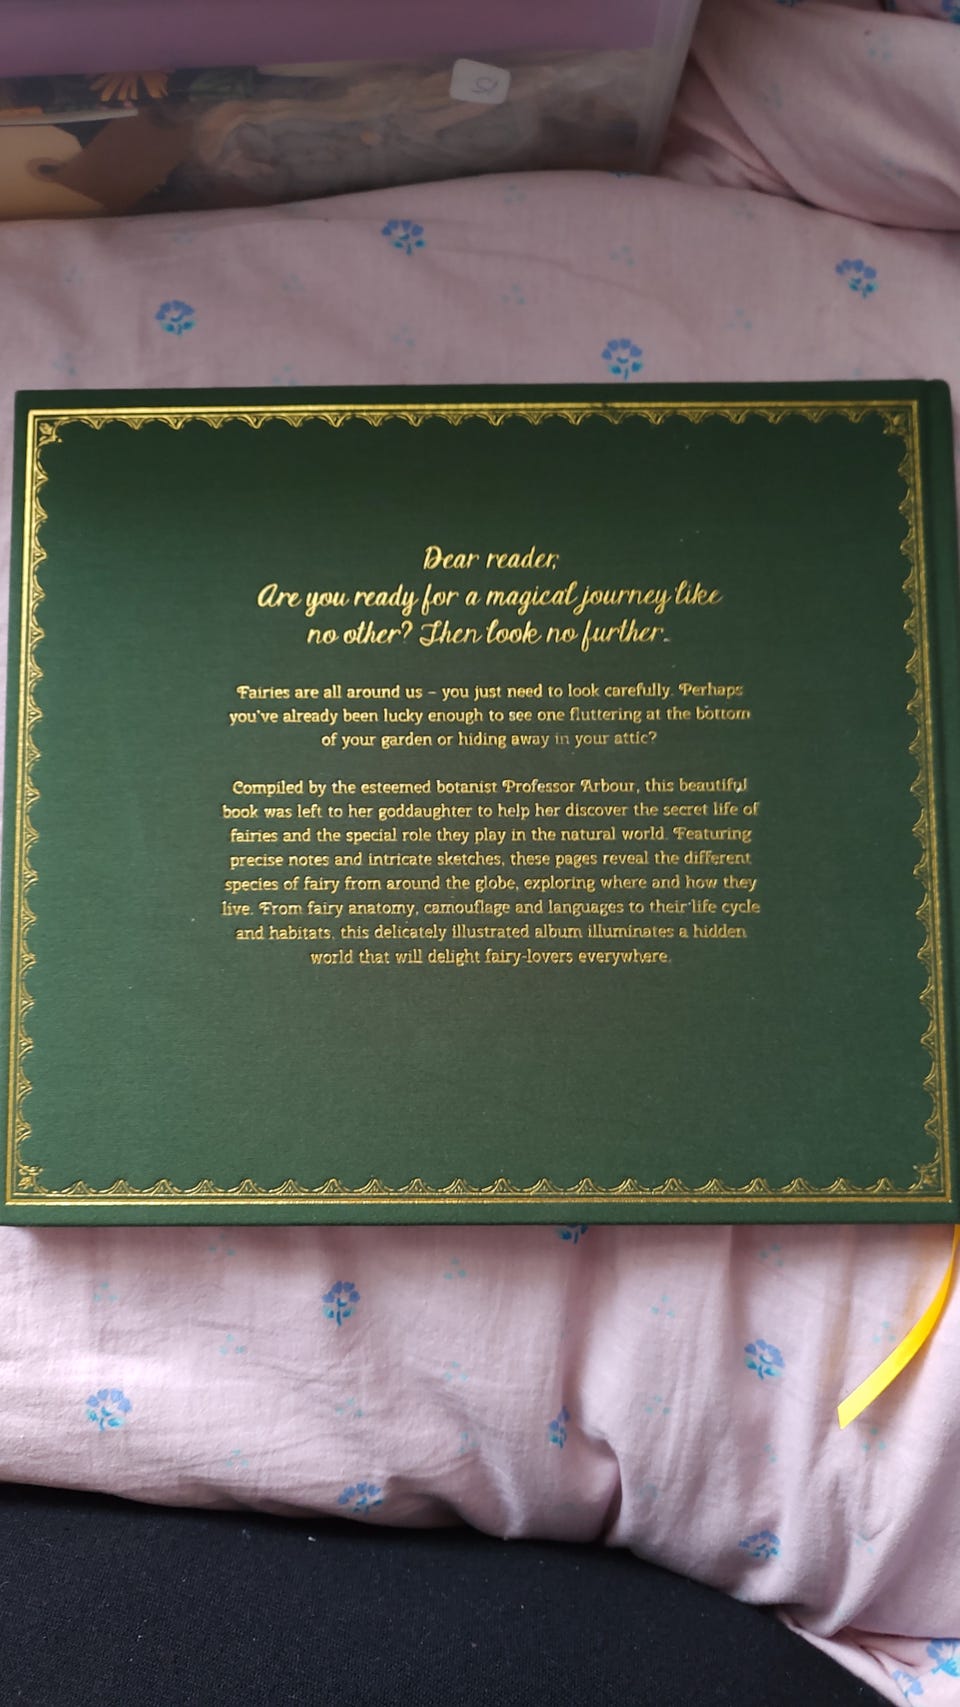 Dear reader,
Are you ready for a magical journey like
no other? Then look no further.
Fairies are all around us – you just need to look carefully. Perhaps
you've already been lucky enough to see one fluttering at the bottom
of your garden or hiding away in your attic?
Compiled by the esteemed botanist Professor Arbour, this beautiful
book was left to her goddaughter to help her discover the secret life of
fairies and the special role they play in the natural world. Featuring
precise notes and intricate sketches, these pages reveal the different
species of fairy from around the globe, exploring where and how they
live. From fairy anatomy, camouflage and languages to their life cycle
and habitats, this delicately illustrated album illuminates a hidden
world that will delight fairy-lovers everywhere.